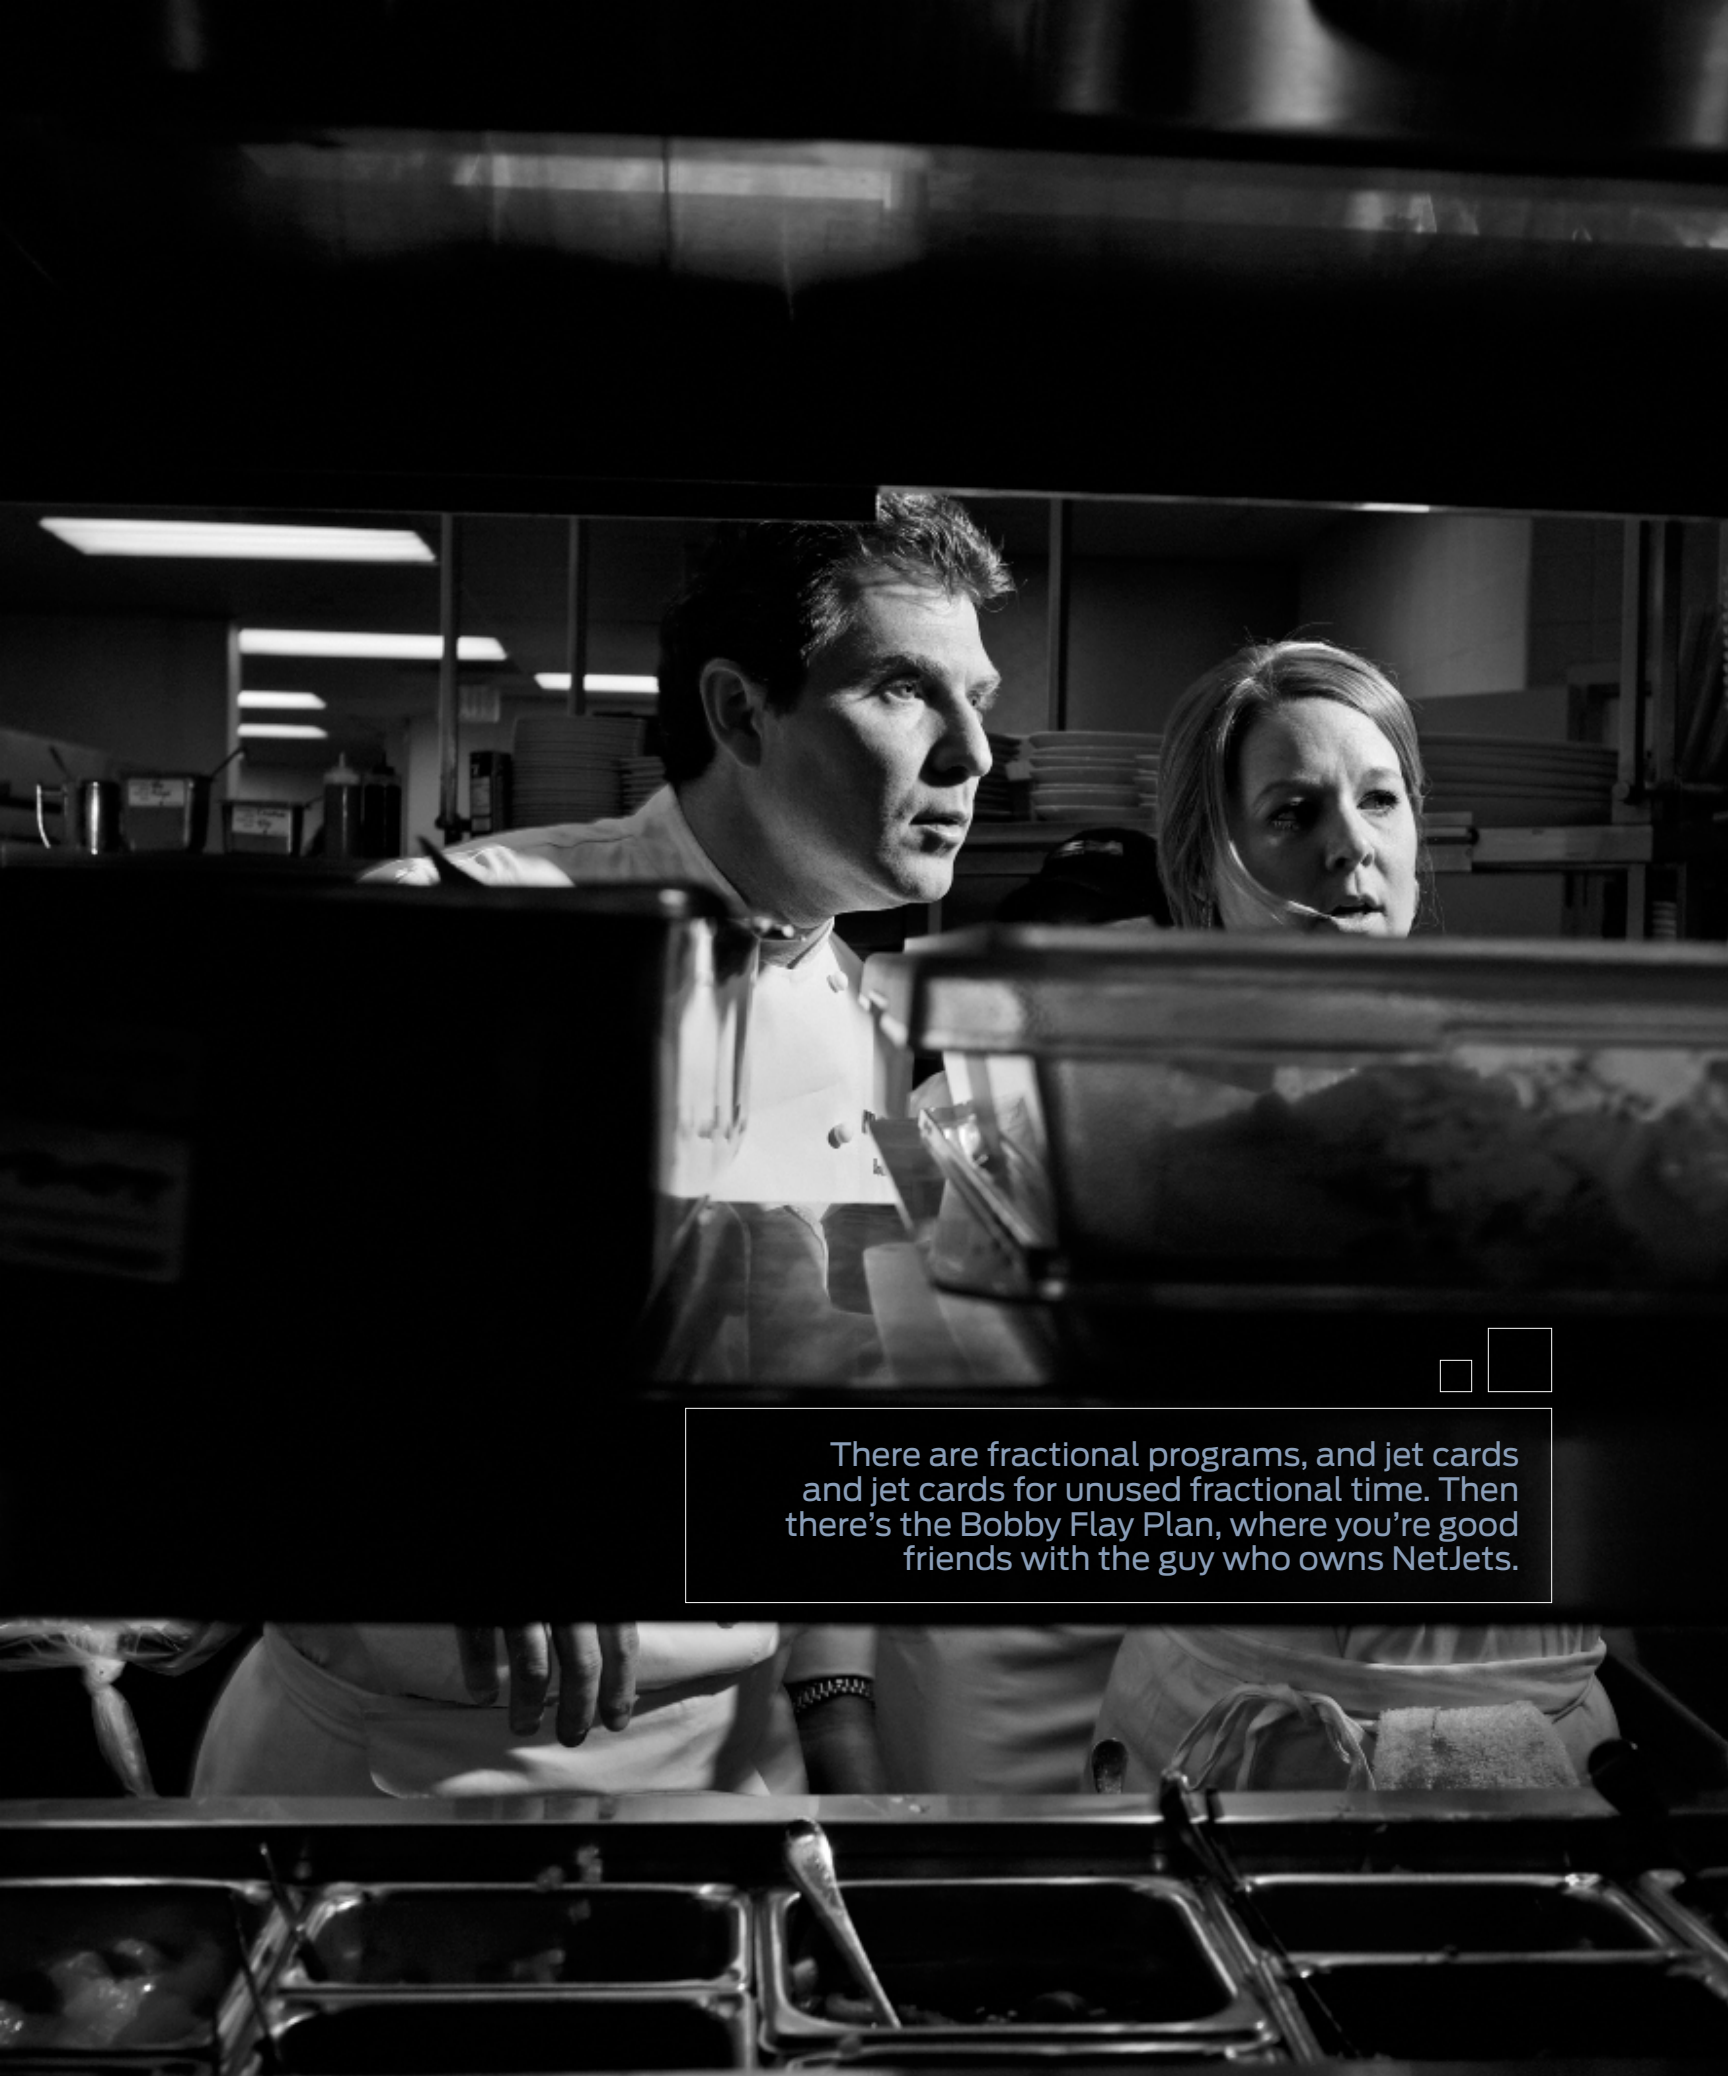 There are fractional programs, and jet cards
and jet cards for unused fractional time. Then
there’s the Bobby Flay Plan, where you’re good
friends with the guy who owns NetJets.